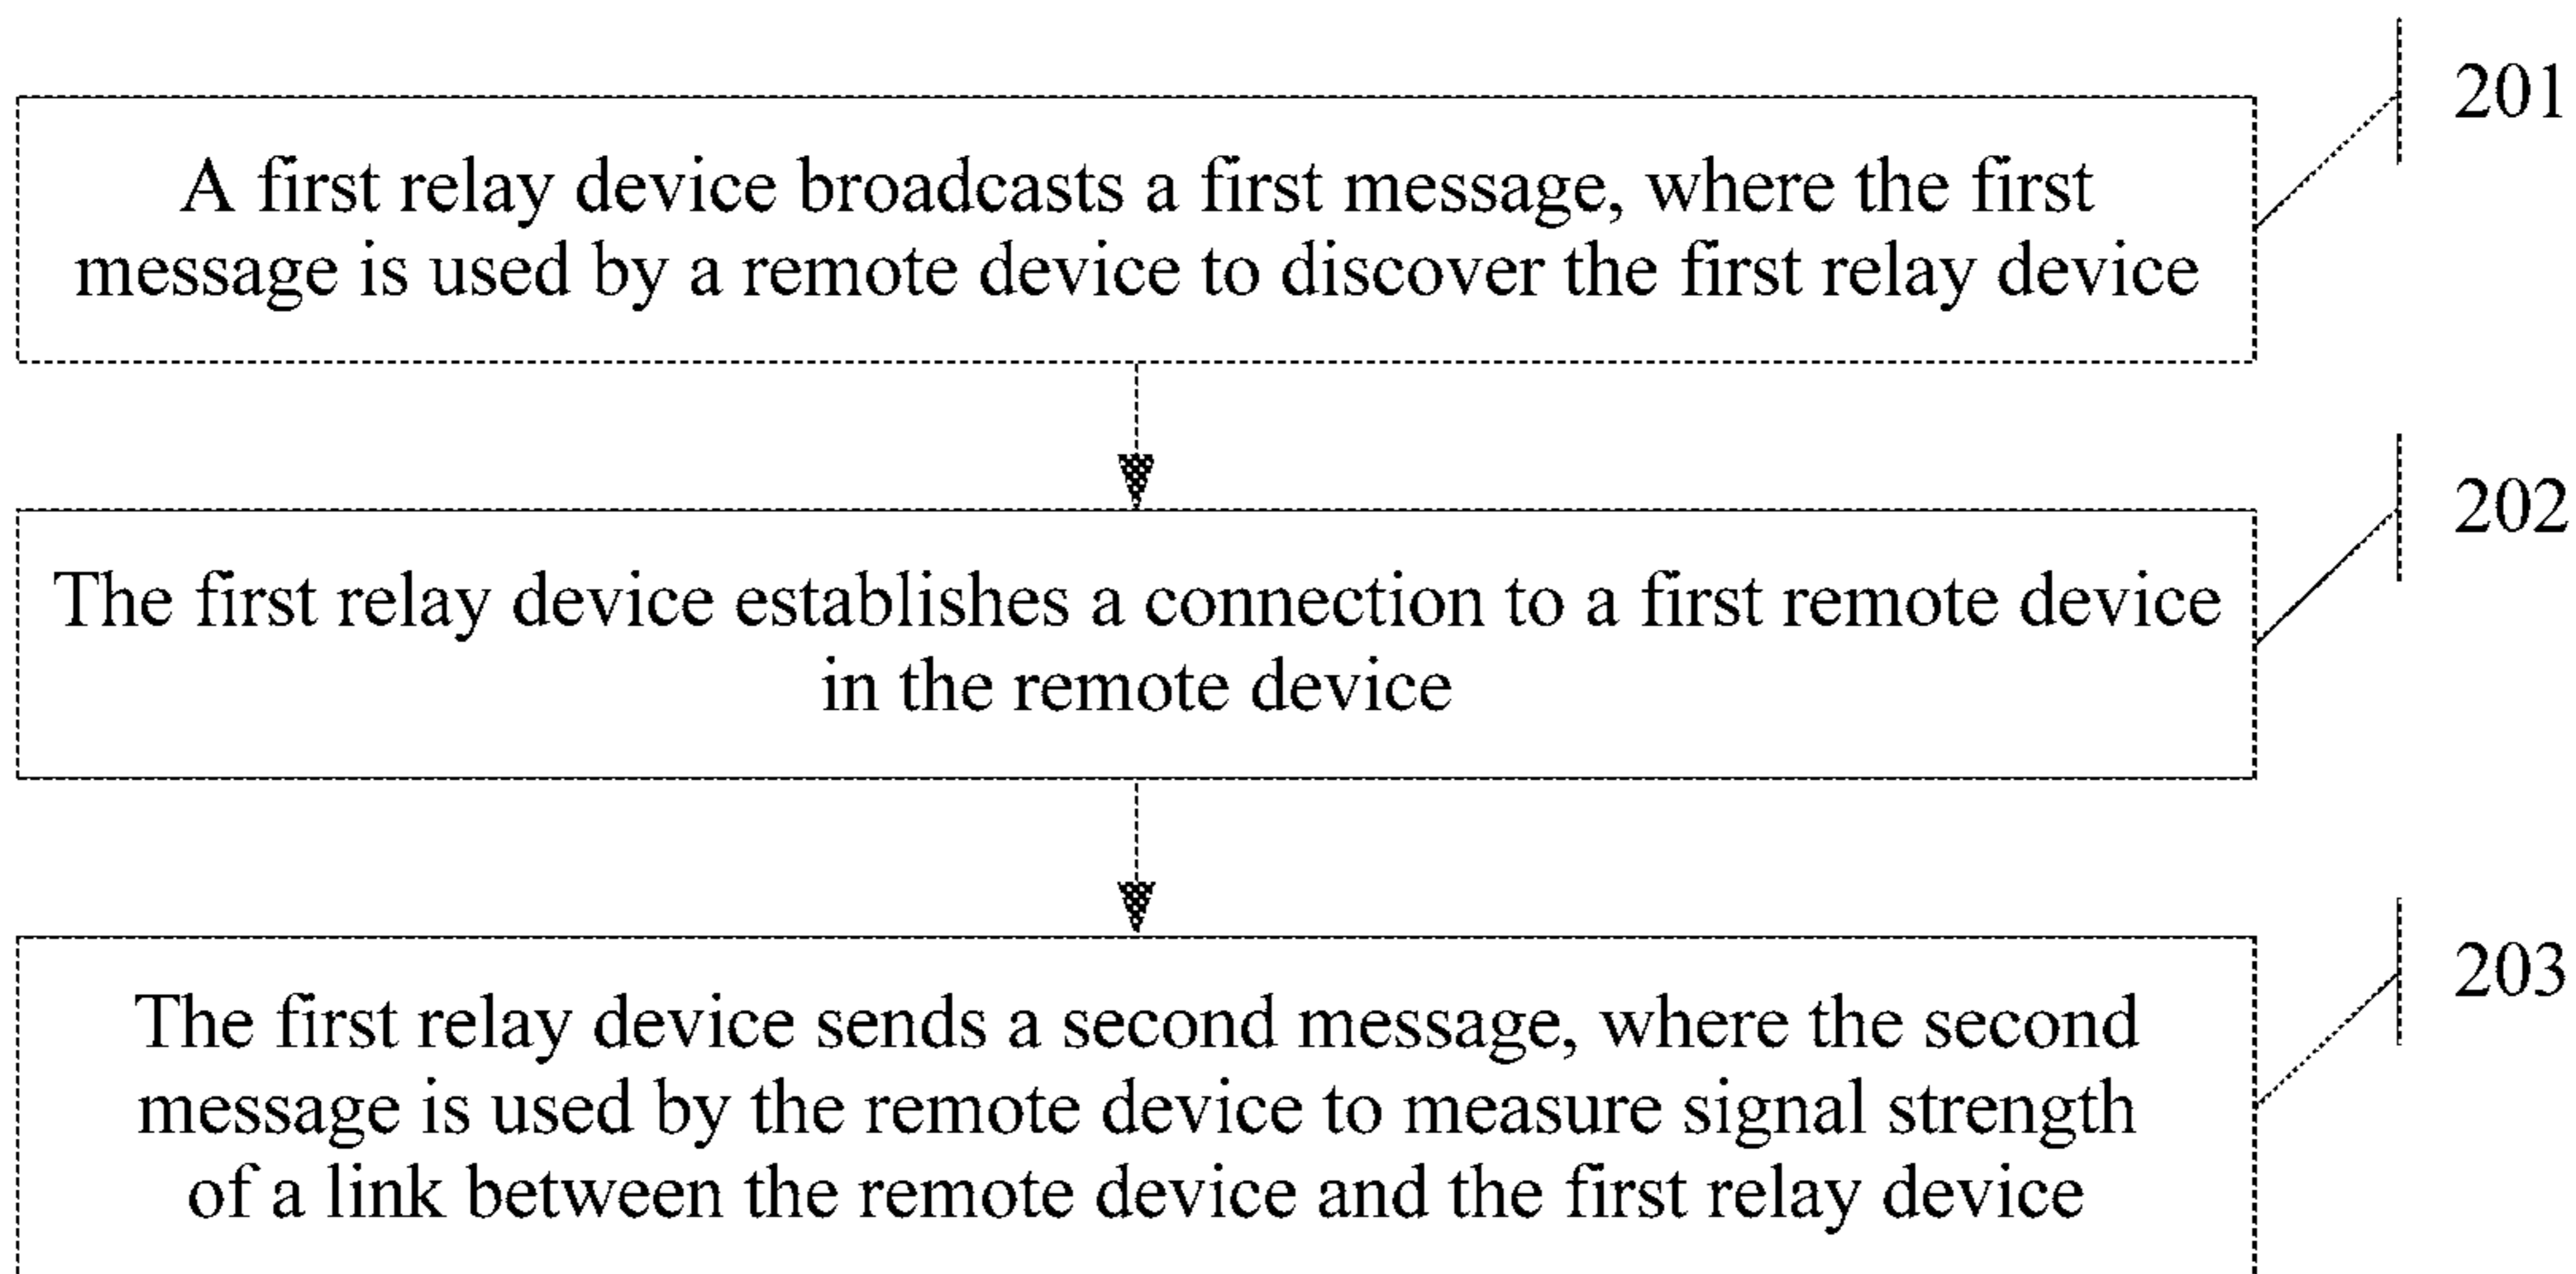 201
A first relay device broadcasts a first message, where the first
message is used by a remote device to discover the first relay device
202
The first relay device establishes a connection to a first remote device
in the remote device
203
The first relay device sends a second message, where the second
message is used by the remote device to measure signal strength
of a link between the remote device and the first relay device